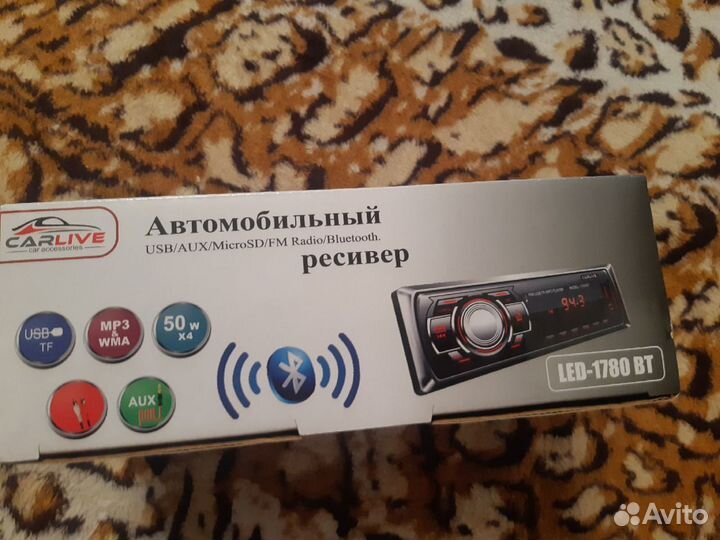 CARLIVE
car accessories
Автомобильный
USB/AUX/MicroSD/FM Radio/Bluetooth.
ресивер
USB
TF
MP3
&
WMA
50 W
X4
AUX
94.3
LED-1780 BT
Avito